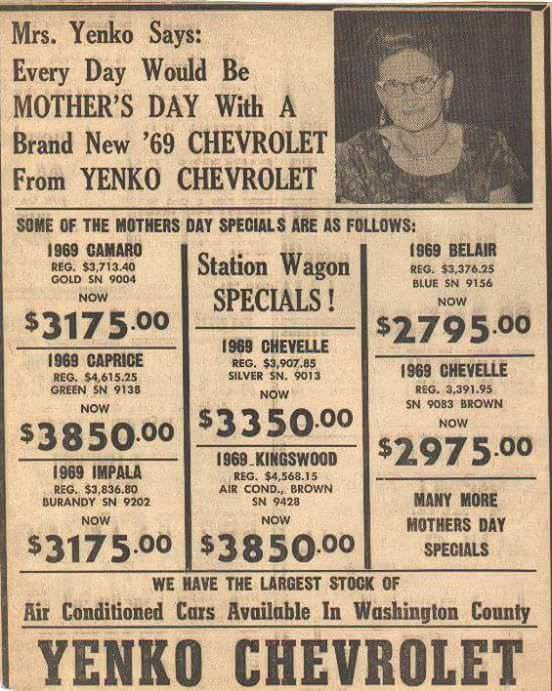 Mrs. Yenko Says:
Every Day Would Be
MOTHER'S DAY With A
Brand New '69 CHEVROLET
From YENKO CHEVROLET
SOME OF THE MOTHERS DAY SPECIALS ARE AS FOLLOWS:
1969 CAMARO
REG. $3,713.40
GOLD SN 9004
NOW
$3175.00
1969 CAPRICE
REG. $4,615.25
GREEN SN 9138
NOW
$3850.00
1969 IMPALA
REG. $3,836.80
BURANDY SN 9202
NOW
$3175.00
Station Wagon
SPECIALS!
1969 CHEVELLE
REG. $3,907.85
SILVER SN. 9013
NOW
$3350.00
1969 KINGSWOOD
REG. $4,568.15
AIR COND., BROWN
SN 9428
NOW
$3850.00
1969 BELAIR
REG. $3,376.25
BLUE SN 9156
NOW
$2795.00
1969 CHEVELLE
REG. 3,391.95
SN 9083 BROWN
NOW
$2975.00
MANY MORE
MOTHERS DAY
SPECIALS
WE HAVE THE LARGEST STOCK OF
Air Conditioned Cars Available In Washington County
YENKO CHEVROLET